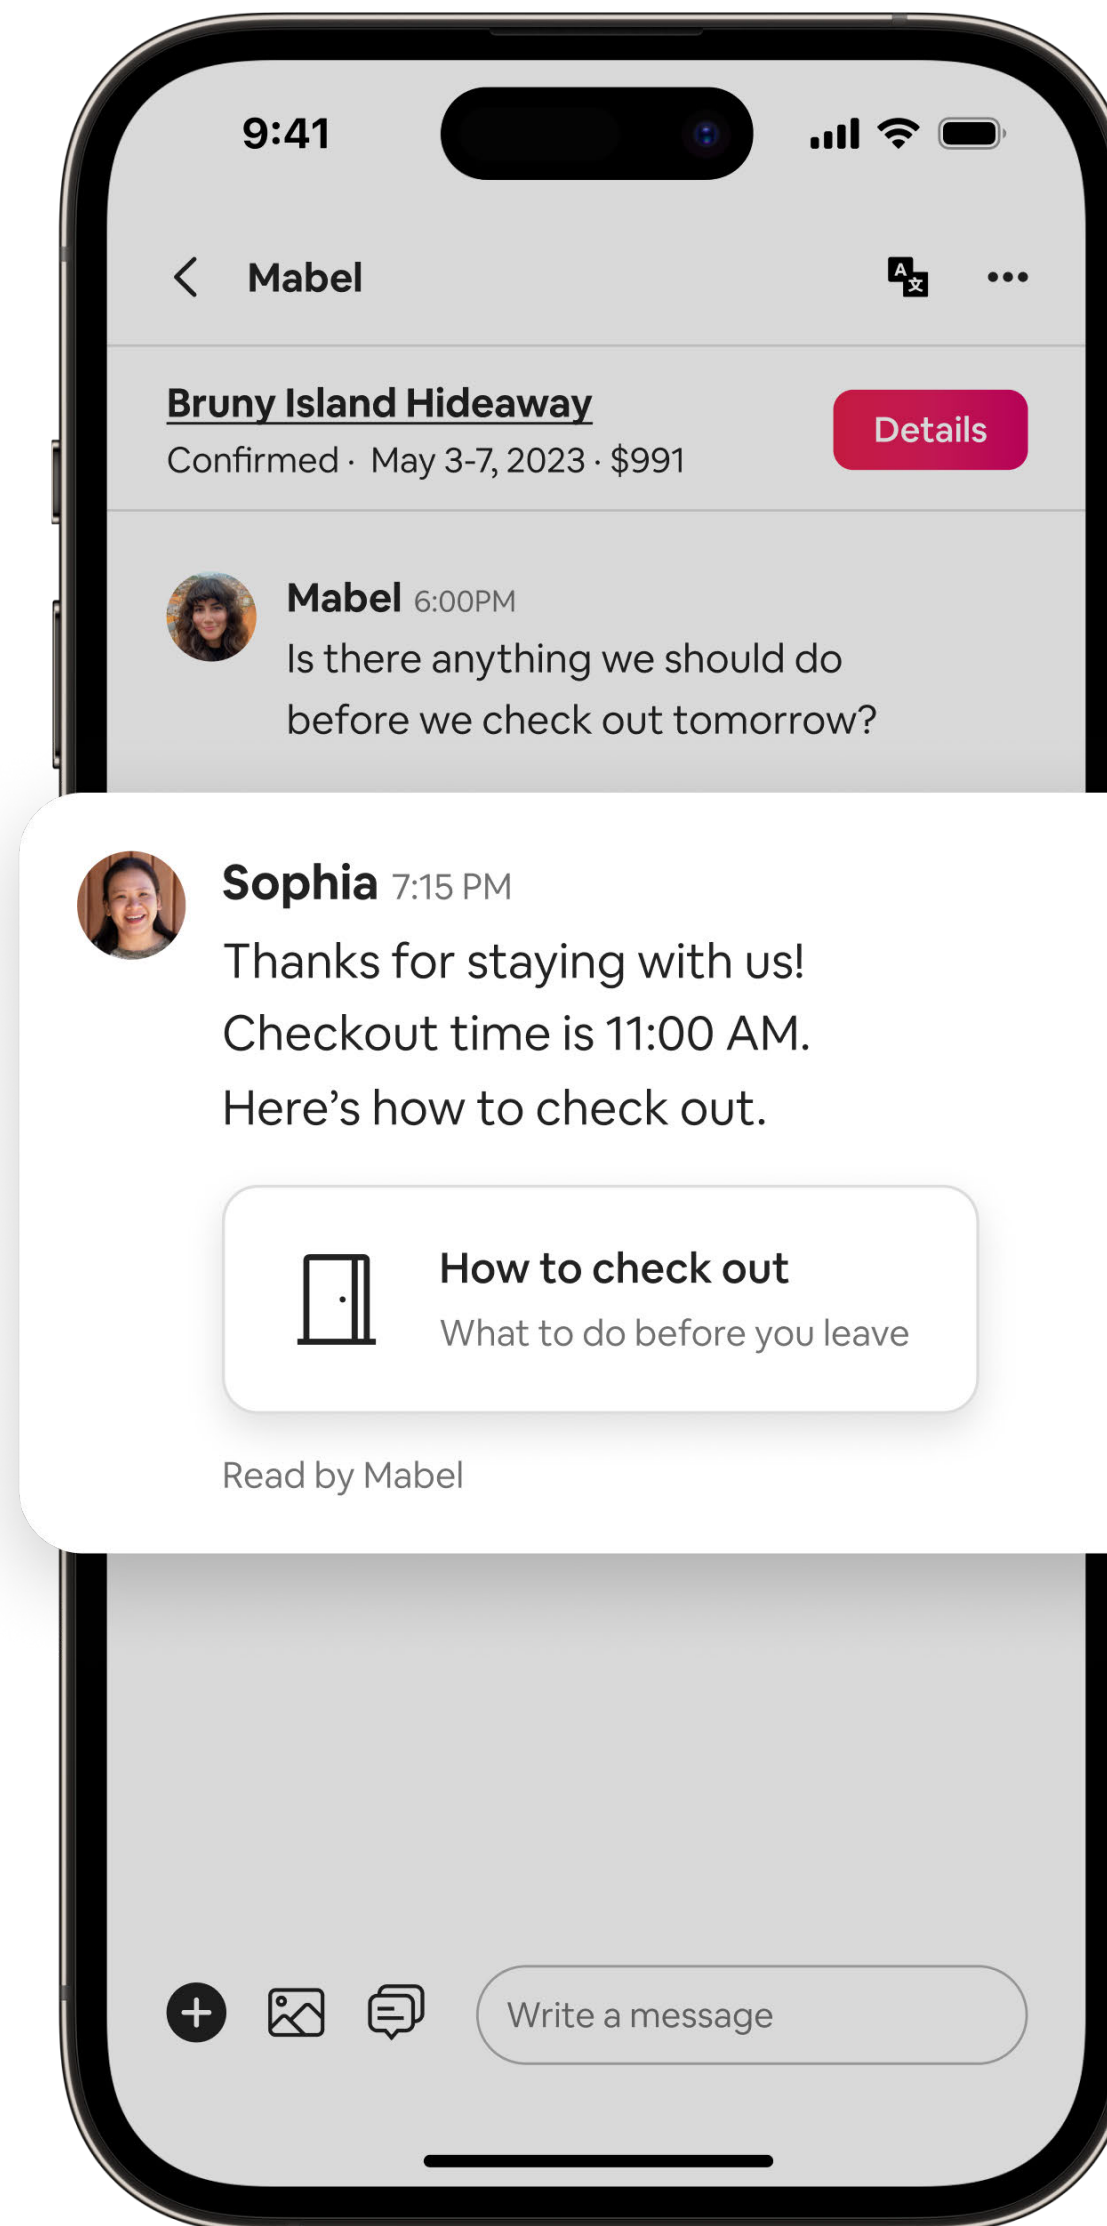 9:41
Mabel
Bruny Island Hideaway
Confirmed · May 3-7, 2023 · $991
Details
Mabel 6:00PM
Is there anything we should do
before we check out tomorrow?
Sophia 7:15 PM
Thanks for staying with us!
Checkout time is 11:00 AM.
Here’s how to check out.
How to check out
What to do before you leave
Read by Mabel
Write a message